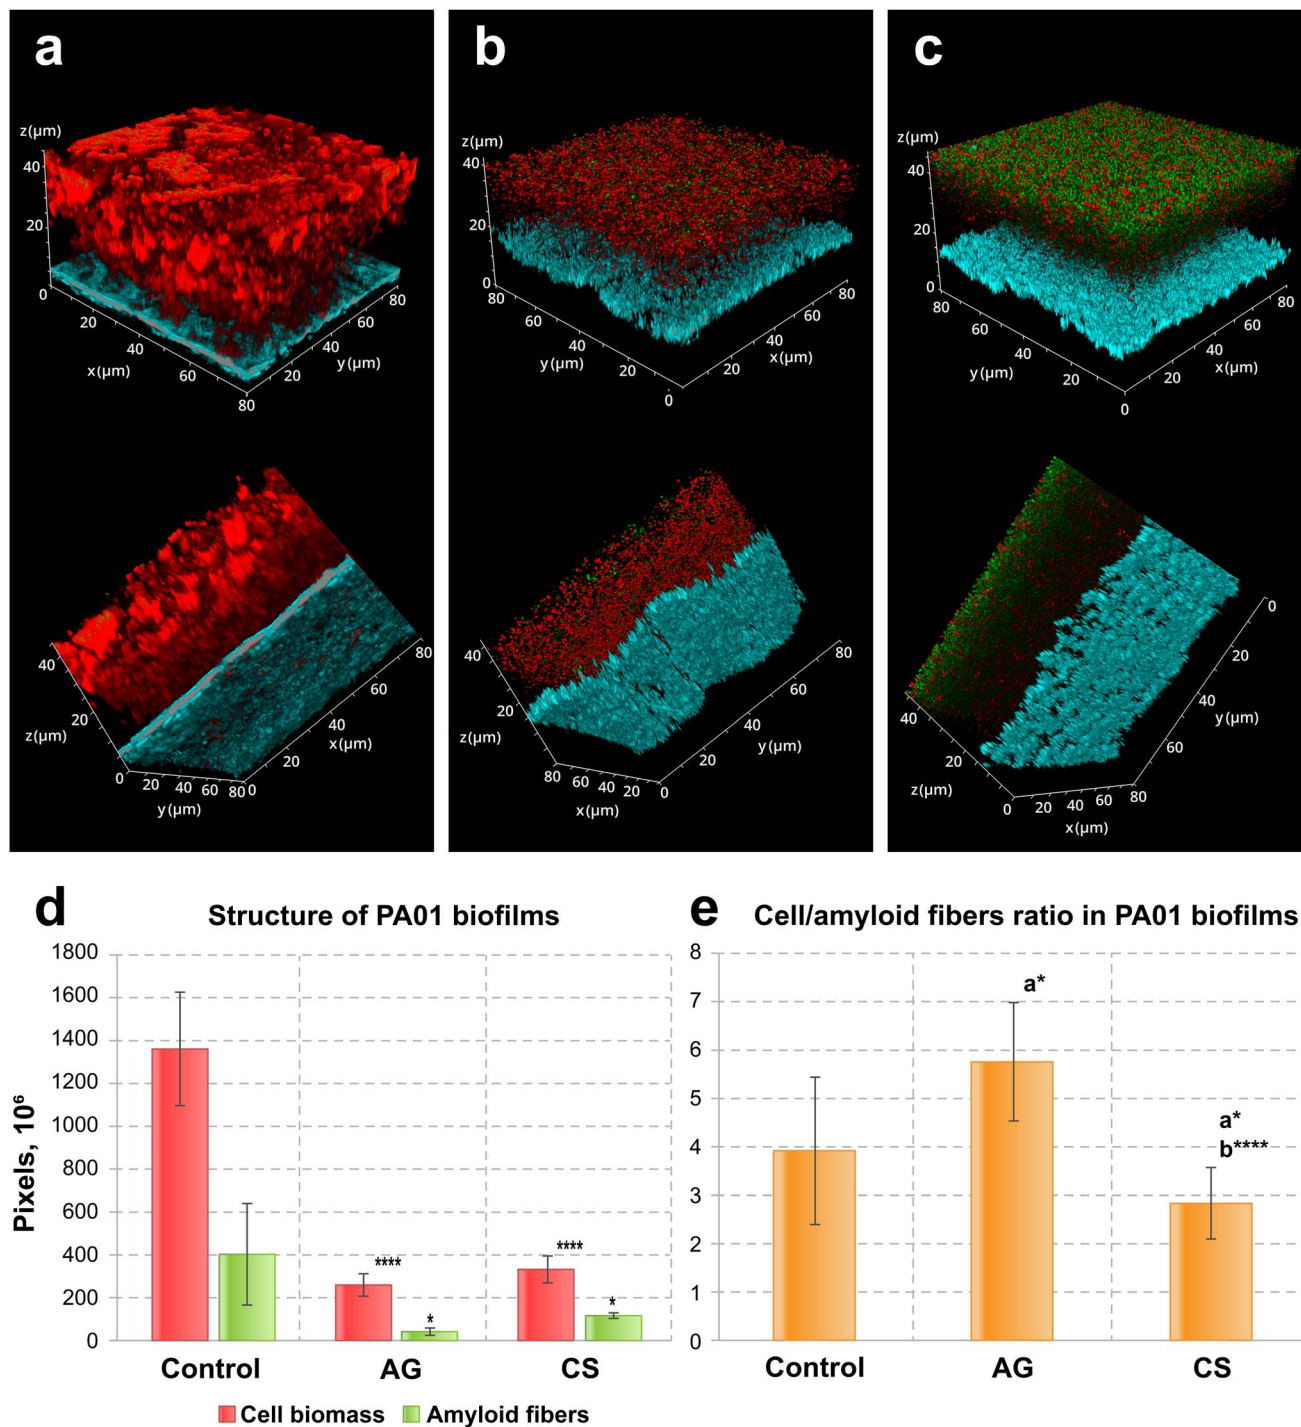 a
z(µm)
40
20
0
20
40
60
80
x(µm)
20
40
60
80
y(µm)
b
z(µm)
40
20
0
80
60
40
20
0
y(µm)
20
40
60
80
x(µm)
c
z(µm)
40
20
0
80
60
40
20
0
y(µm)
20
40
60
80
x(µm)
40
20
0
z(µm)
20 40 60 80
y(µm)
0
20
40
60
80
x(µm)
40
20
z(µm)
80 60 40 20 0
x(µm)
20
40
60
80
y(µm)
40
20
0
z(µm)
20 40 60 80
x(µm)
0
20
40
60
y(µm)
d
Structure of PA01 biofilms
Pixels, 10⁶
1800
1600
1400
1200
1000
800
600
400
200
0
****
*
****
*
Control AG CS
Cell biomass Amyloid fibers
e
Cell/amyloid fibers ratio in PA01 biofilms
8
7
6
5
4
3
2
1
0
a*
a*
b****
Control AG CS